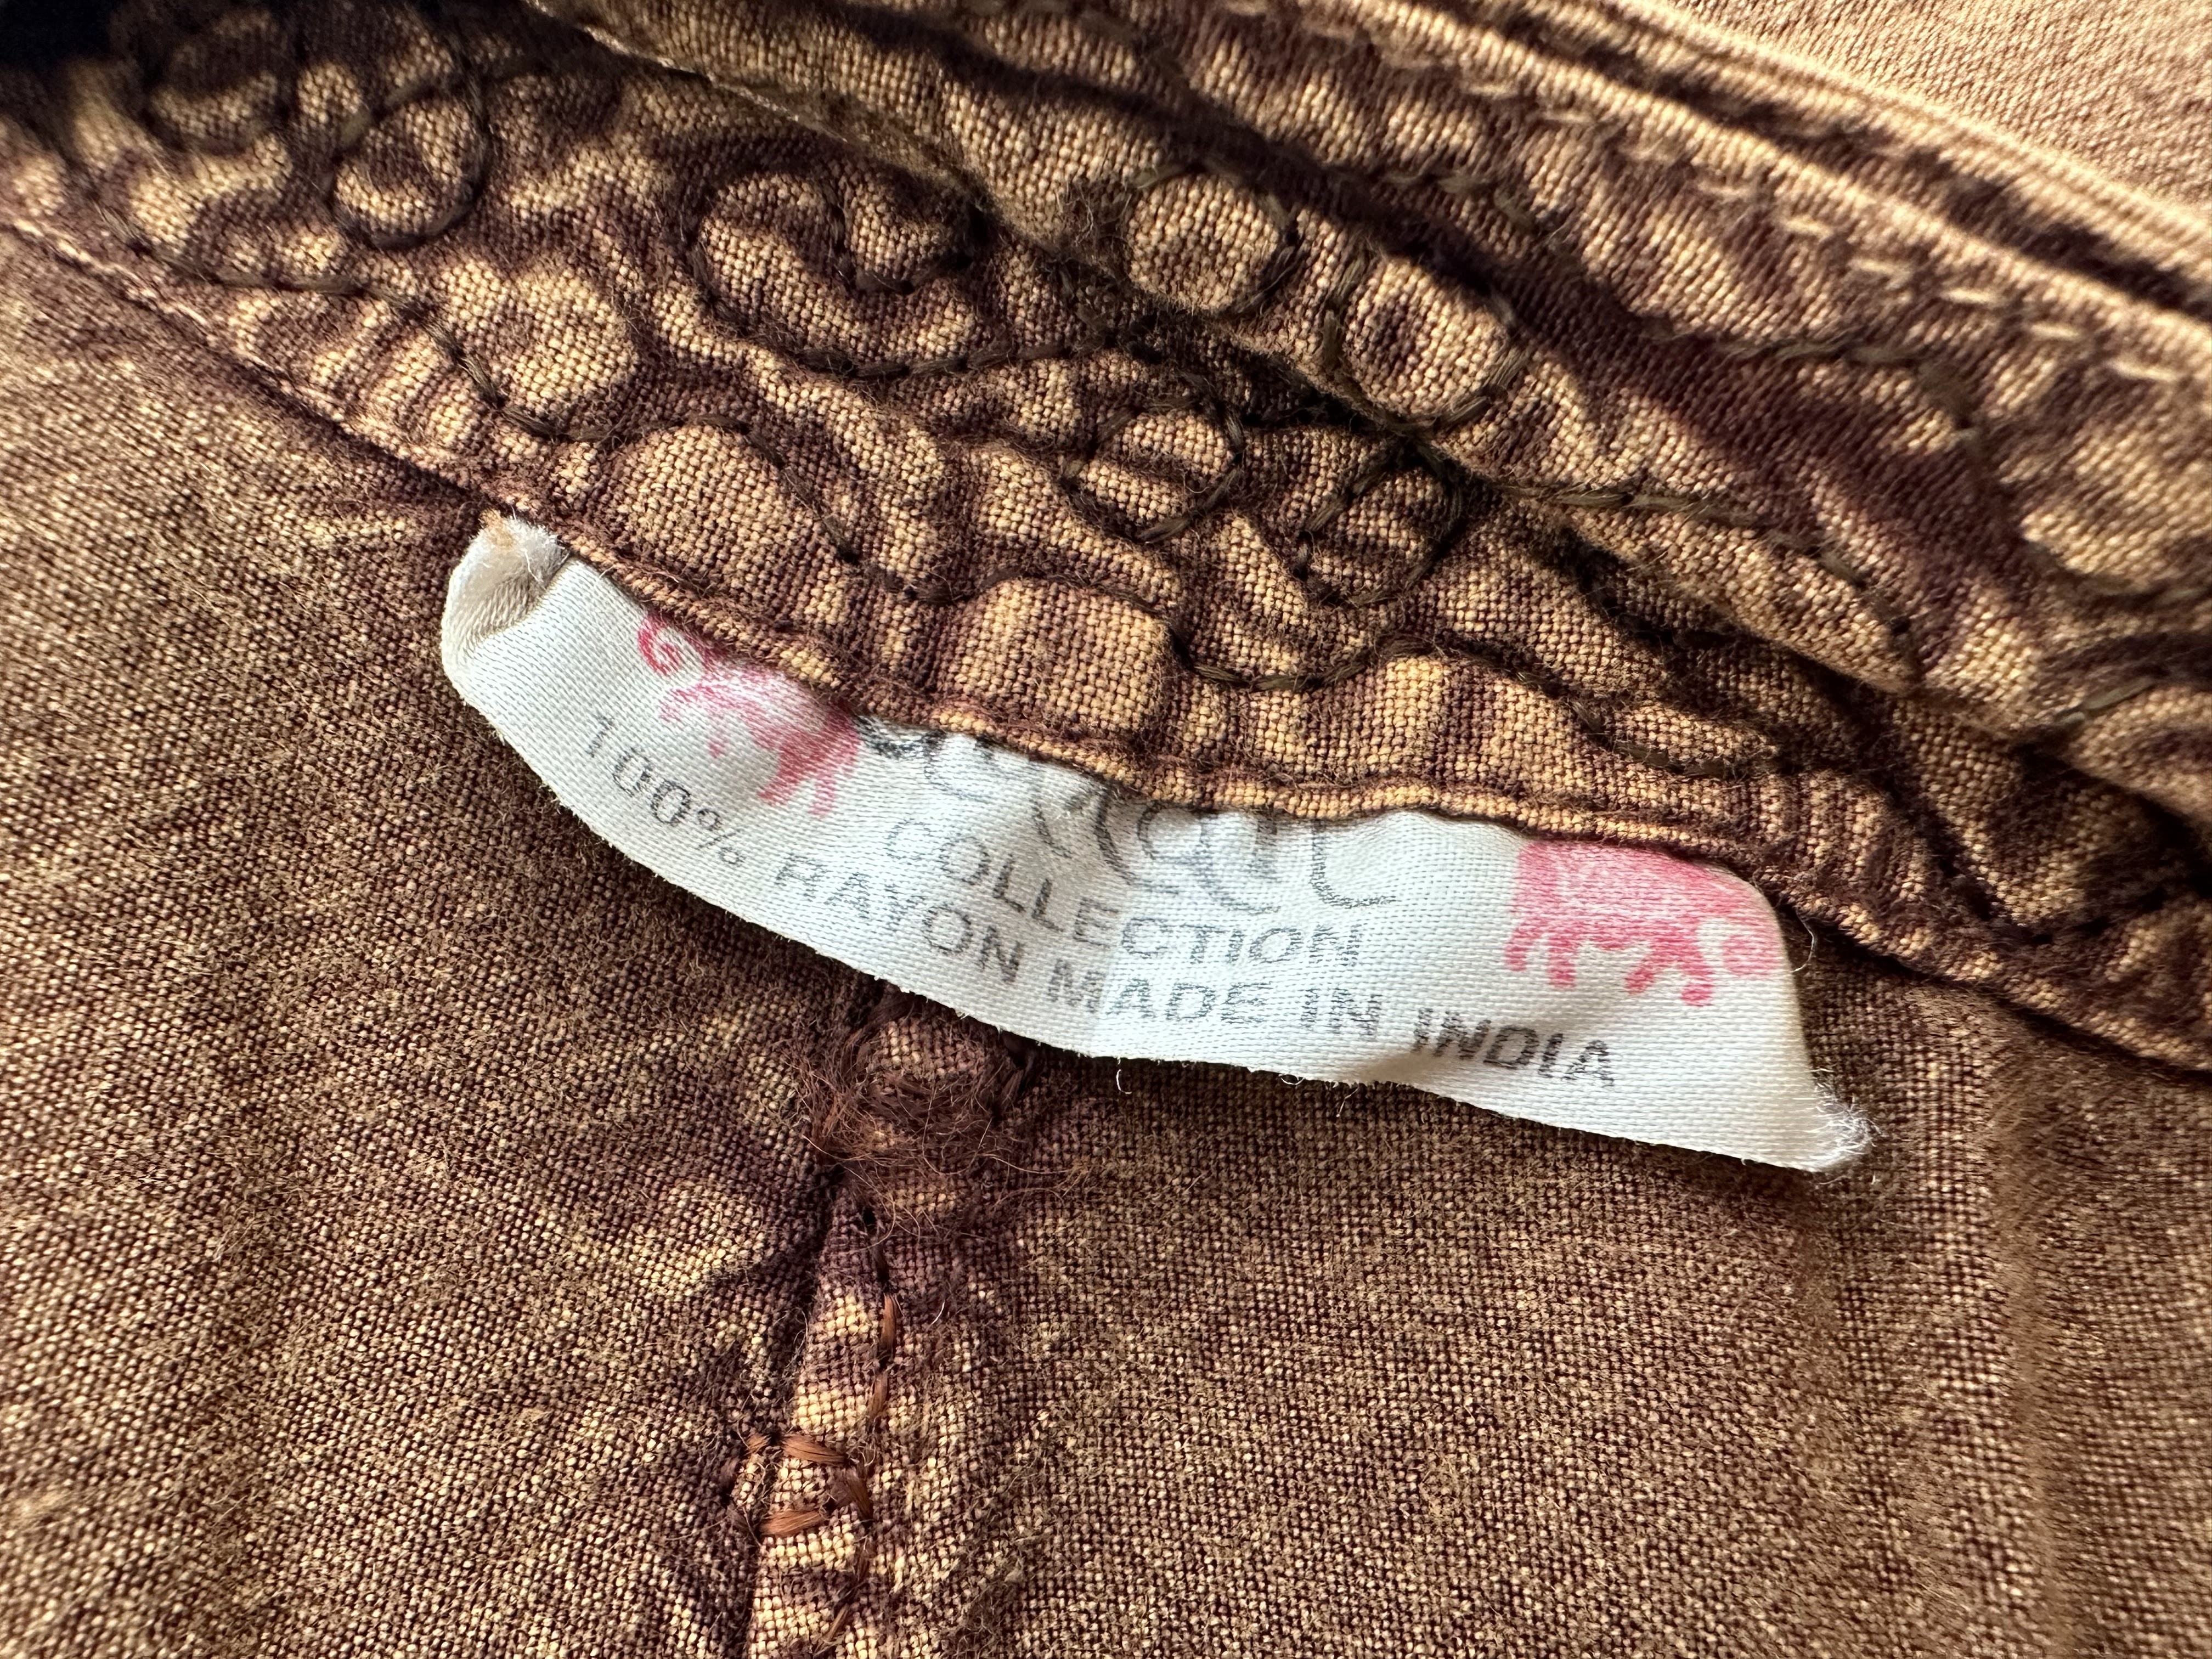 COLLECTION
100% RAYON MADE IN INDIA